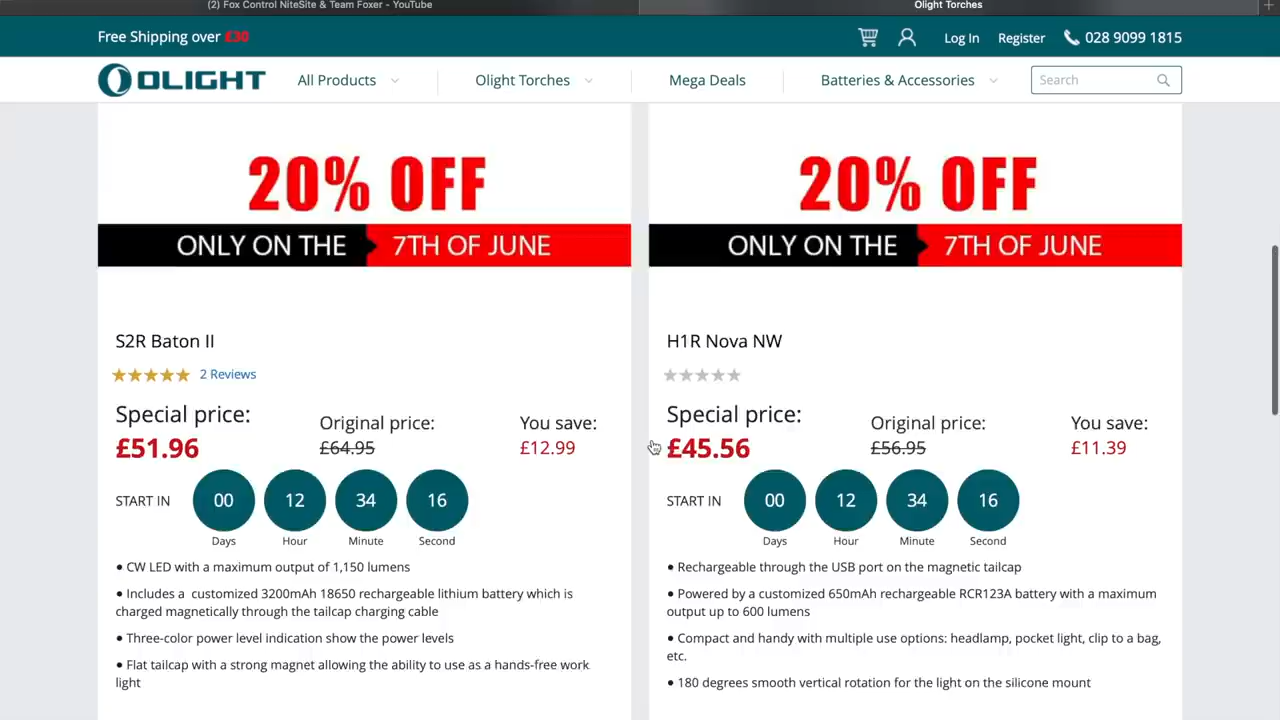 (2) Fox Control NiteSite & Team Foxer - YouTube
Olight Torches
Free Shipping over £30
Log In
Register
028 9099 1815
OLIGHT
All Products
Olight Torches
Mega Deals
Batteries & Accessories
Search
20% OFF
ONLY ON THE 7TH OF JUNE
S2R Baton II
2 Reviews
Special price:
Original price:
You save:
£51.96
£64.95
£12.99
START IN
00
12
34
16
Days
Hour
Minute
Second
• CW LED with a maximum output of 1,150 lumens
• Includes a customized 3200mAh 18650 rechargeable lithium battery which is
charged magnetically through the tailcap charging cable
• Three-color power level indication show the power levels
• Flat tailcap with a strong magnet allowing the ability to use as a hands-free work
light
20% OFF
ONLY ON THE 7TH OF JUNE
H1R Nova NW
Special price:
Original price:
You save:
£45.56
£56.95
£11.39
START IN
00
12
34
16
Days
Hour
Minute
Second
• Rechargeable through the USB port on the magnetic tailcap
• Powered by a customized 650mAh rechargeable RCR123A battery with a maximum
output up to 600 lumens
• Compact and handy with multiple use options: headlamp, pocket light, clip to a bag,
etc.
• 180 degrees smooth vertical rotation for the light on the silicone mount